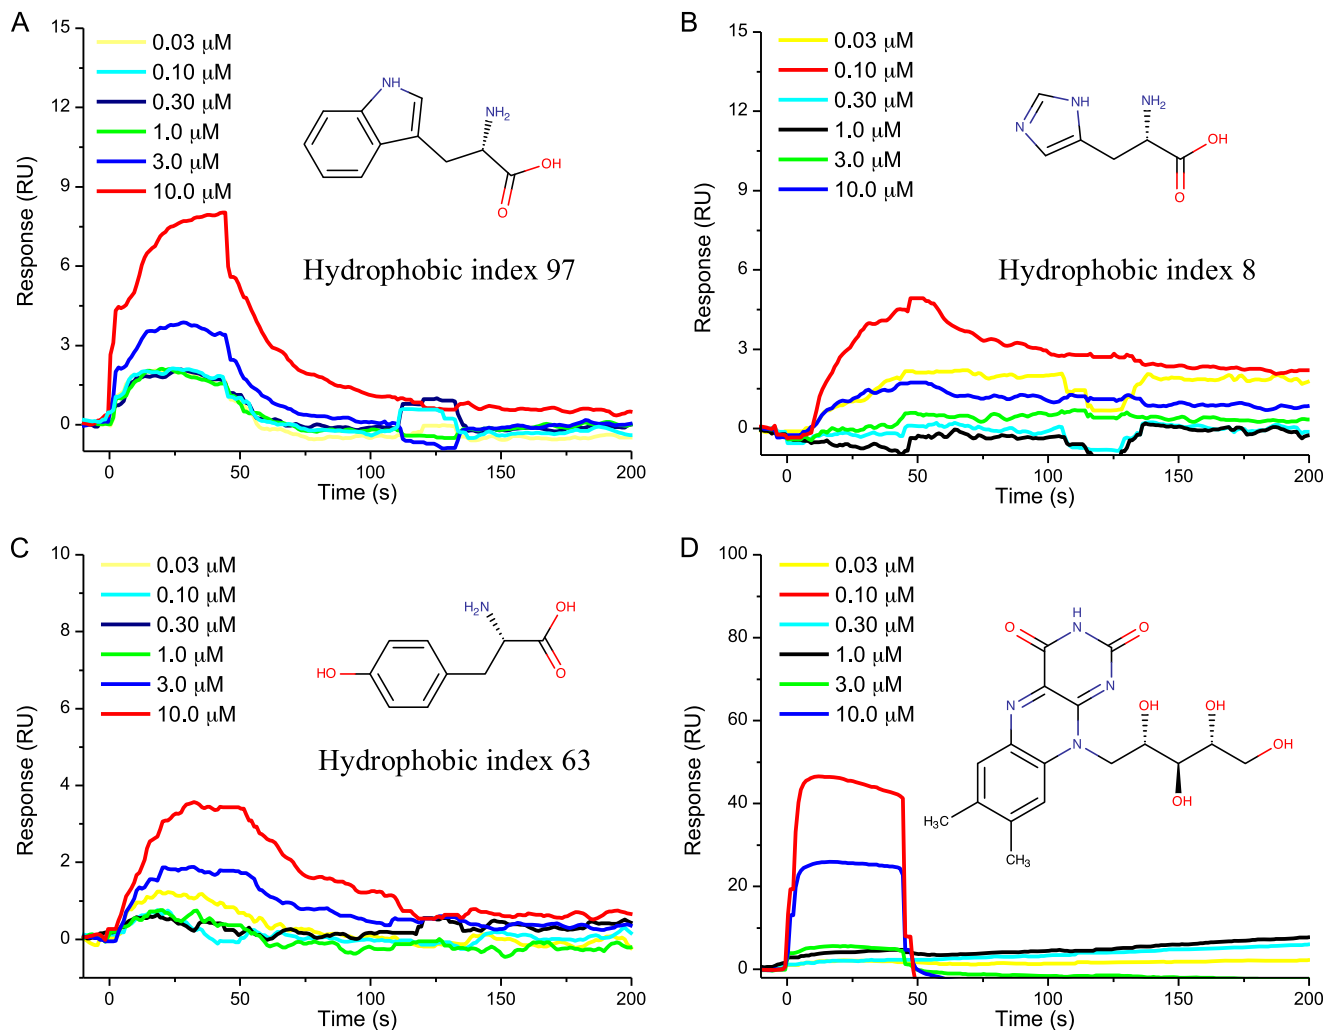 A
15
12
9
6
3
0
Response (RU)
0.03 μM
0.10 μM
0.30 μM
1.0 μM
3.0 μM
10.0 μM
NH
NH2
OH
O
Hydrophobic index 97
0
50
100
150
200
Time (s)
B
15
12
9
6
3
0
Response (RU)
0.03 μM
0.10 μM
0.30 μM
1.0 μM
3.0 μM
10.0 μM
NH
N
NH2
OH
O
Hydrophobic index 8
0
50
100
150
200
Time (s)
C
10
8
6
4
2
0
Response (RU)
0.03 μM
0.10 μM
0.30 μM
1.0 μM
3.0 μM
10.0 μM
H2N
OH
O
HO
Hydrophobic index 63
0
50
100
150
200
Time (s)
D
100
80
60
40
20
0
Response (RU)
0.03 μM
0.10 μM
0.30 μM
1.0 μM
3.0 μM
10.0 μM
H
N
O
O
N
N
N
OH
OH
OH
OH
H3C
CH3
0
50
100
150
200
Time (s)